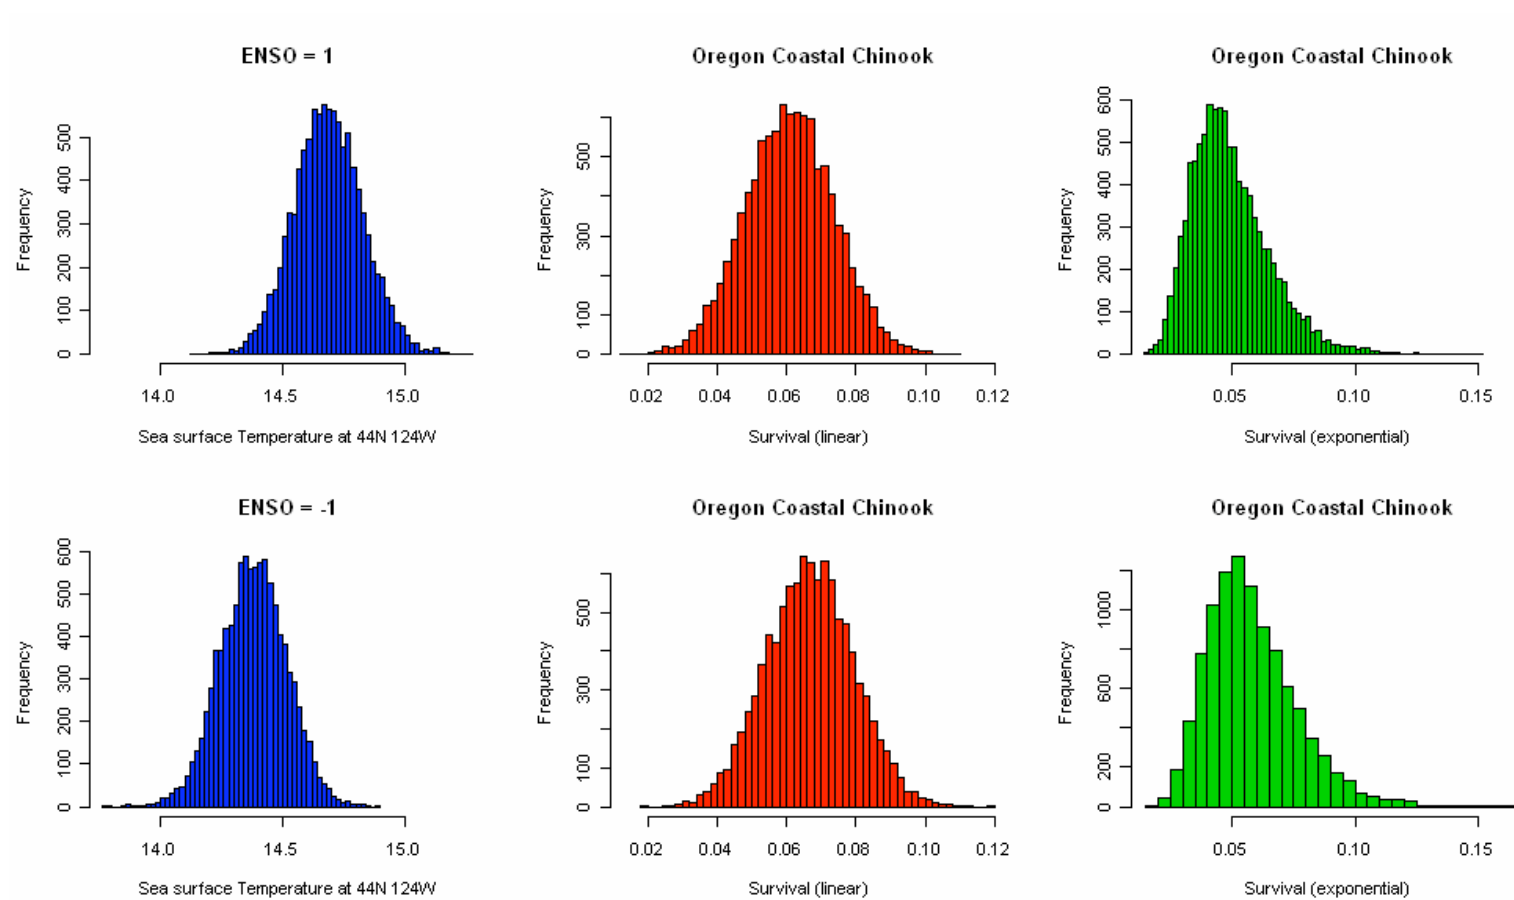 ENSO = 1
Oregon Coastal Chinook
Oregon Coastal Chinook
Frequency
0 100 200 300 400 500
14.0 14.5 15.0
Sea surface Temperature at 44N 124W
Frequency
100 300 500
0.02 0.04 0.06 0.08 0.10 0.12
Survival (linear)
Frequency
0 100 200 300 400 500 600
0.05 0.10 0.15
Survival (exponential)
ENSO = -1
Oregon Coastal Chinook
Oregon Coastal Chinook
Frequency
0 100 200 300 400 500 600
14.0 14.5 15.0
Sea surface Temperature at 44N 124W
Frequency
0 100 300 500
0.02 0.04 0.06 0.08 0.10 0.12
Survival (linear)
Frequency
0 200 600 1000
0.05 0.10 0.15
Survival (exponential)